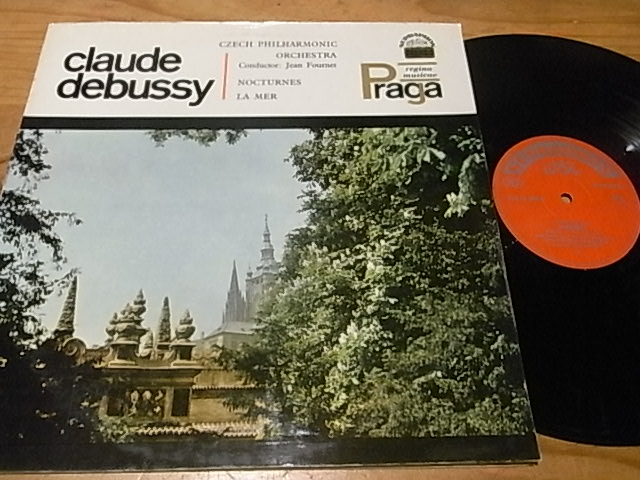 claude
debussy
CZECH PHILHARMONIC
ORCHESTRA
Conductor: Jean Fournet
NOCTURNES
LA MER
regina
musicae
Praga